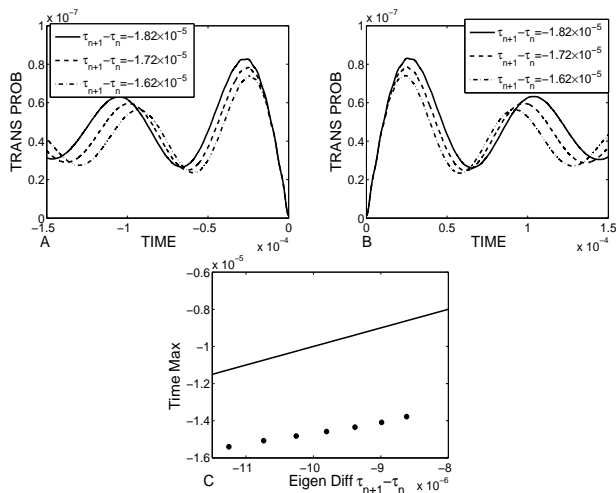 x 10⁻⁷
τn+1−τn=−1.82×10⁻⁵
τn+1−τn=−1.72×10⁻⁵
τn+1−τn=−1.62×10⁻⁵
TRANS PROB
1
0.8
0.6
0.4
0.2
0
−1.5
−1
−0.5
0
A
TIME
x 10⁻⁴
x 10⁻⁷
τn+1−τn=−1.82×10⁻⁵
τn+1−τn=−1.72×10⁻⁵
τn+1−τn=−1.62×10⁻⁵
TRANS PROB
1
0.8
0.6
0.4
0.2
0
0
0.5
1
1.5
B
TIME
x 10⁻⁴
x 10⁻⁵
Time Max
−0.6
−0.8
−1
−1.2
−1.4
−1.6
−11
−10
−9
−8
C
Eigen Diff τn+1−τn
x 10⁻⁶